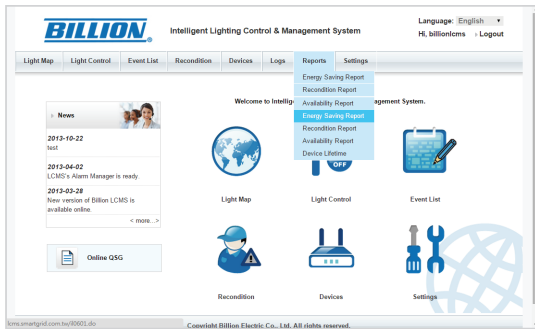 BILLION
Intelligent Lighting Control & Management System
Language: English
Hi, billionlcms Logout
Light Map Light Control Event List Recondition Devices Logs Reports Settings
Energy Saving Report
Recondition Report
Availability Report
Energy Saving Report
Recondition Report
Availability Report
Device Lifetime
Welcome to Intellig
agement System.
News
2013-10-22
test
2013-04-02
LCMS's Alarm Manager is ready.
2013-03-28
New version of Billion LCMS is
available online.
< more...>
Online QSG
OFF
Light Map Light Control Event List
Recondition Devices Settings
lcms.smartgrid.com.tw/80601.do
Copyright Billion Electric Co., Ltd. All rights reserved.